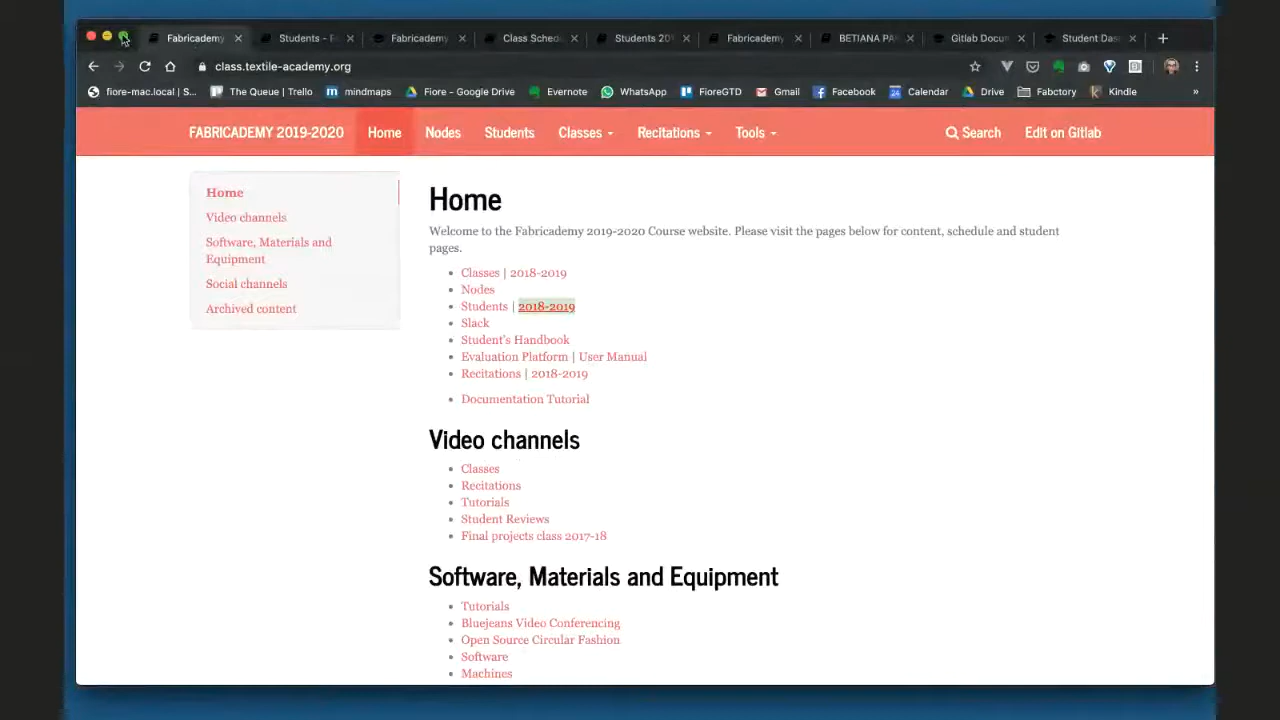 Fabricademy
Students - F
Fabricademy
Class Sched
Students 20
Fabricademy
BETIANA PA
Gitlab Docu
Student Das
class.textile-academy.org
fiore-mac.local | S...
The Queue | Trello
mindmaps
Fiore - Google Drive
Evernote
WhatsApp
FioreGTD
Gmail
Facebook
Calendar
Drive
Fabctory
Kindle
»
FABRICADEMY 2019-2020
Home
Nodes
Students
Classes
Recitations
Tools
Search
Edit on Gitlab
Home
Video channels
Software, Materials and
Equipment
Social channels
Archived content
Home
Welcome to the Fabricademy 2019-2020 Course website. Please visit the pages below for content, schedule and student
pages.
Classes | 2018-2019
Nodes
Students | 2018-2019
Slack
Student's Handbook
Evaluation Platform | User Manual
Recitations | 2018-2019
Documentation Tutorial
Video channels
Classes
Recitations
Tutorials
Student Reviews
Final projects class 2017-18
Software, Materials and Equipment
Tutorials
Bluejeans Video Conferencing
Open Source Circular Fashion
Software
Machines